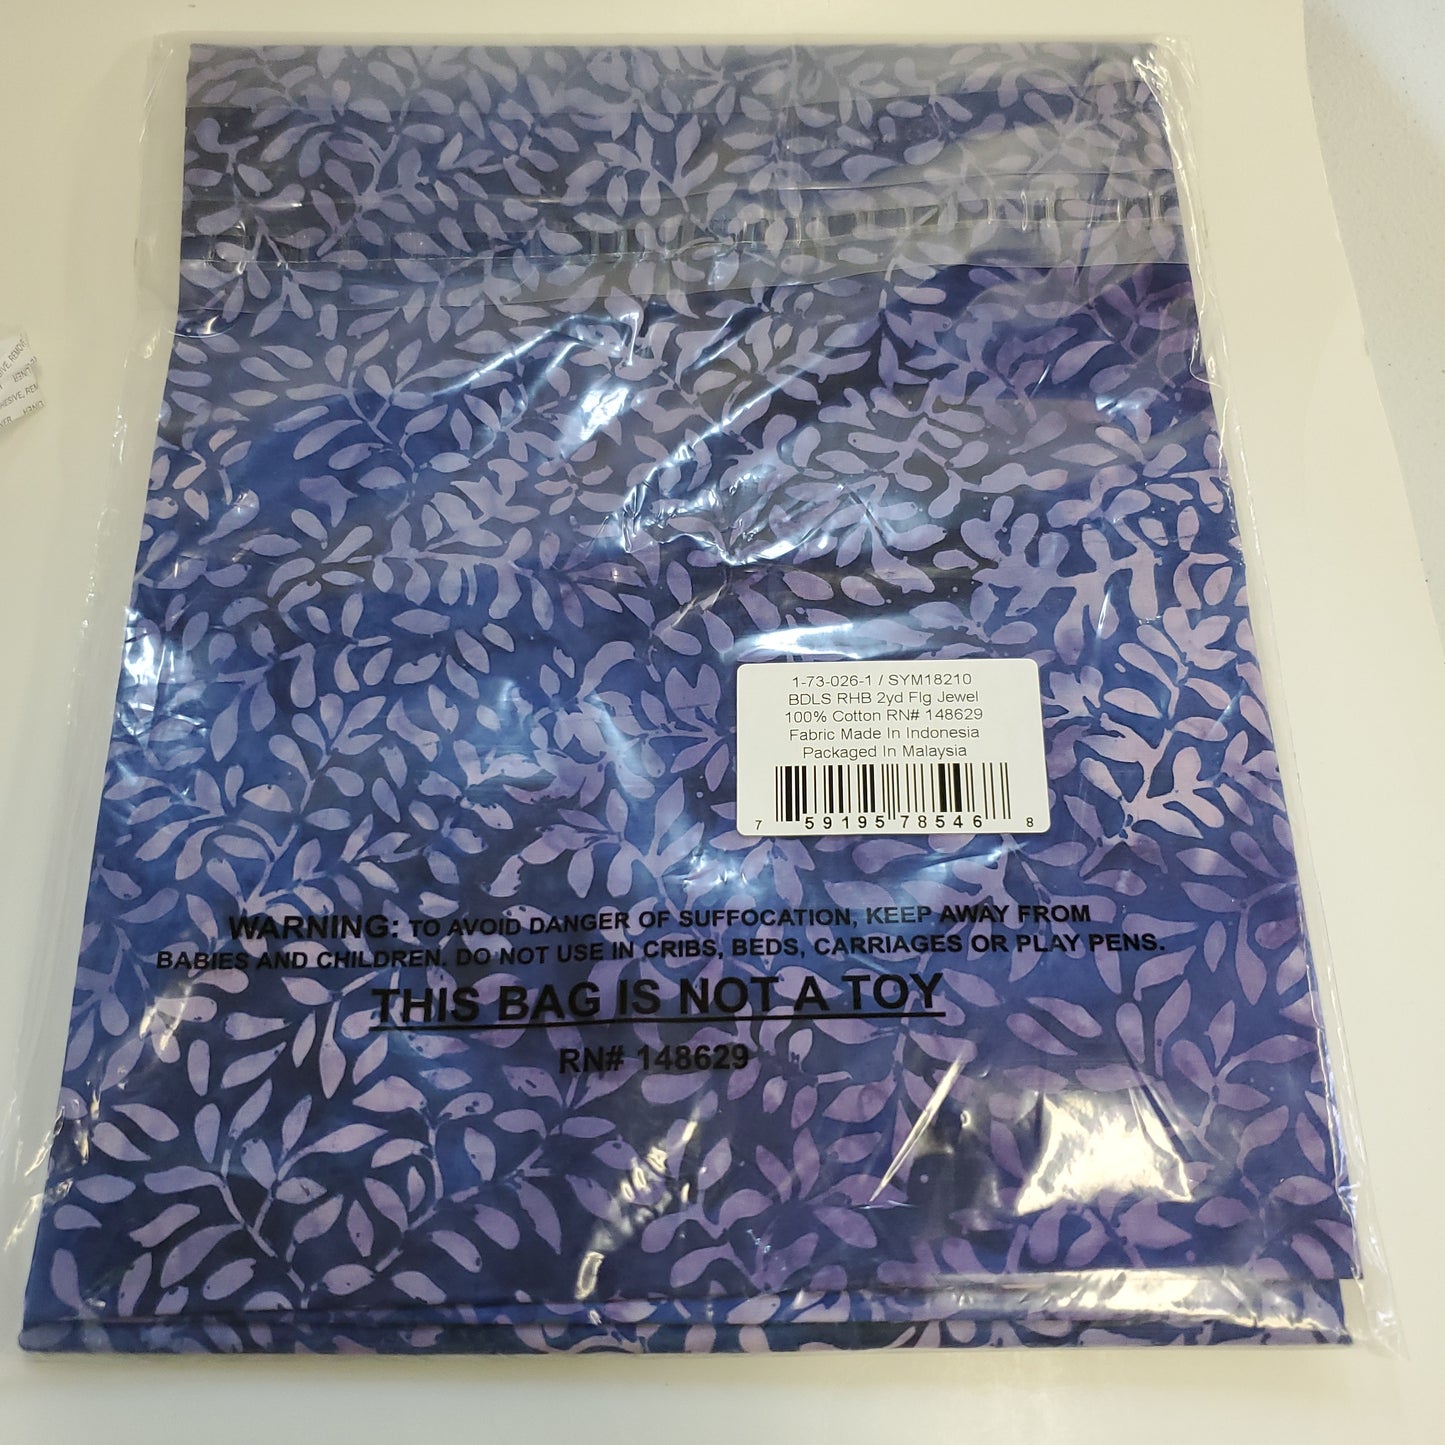 1-73-026-1 / SYM18210
BDLS RHB 2yd Flg Jewel
100% Cotton RN# 148629
Fabric Made In Indonesia
Packaged In Malaysia
7 59195 78546 8
WARNING: TO AVOID DANGER OF SUFFOCATION, KEEP AWAY FROM
BABIES AND CHILDREN. DO NOT USE IN CRIBS, BEDS, CARRIAGES OR PLAY PENS.
THIS BAG IS NOT A TOY
RN# 148629